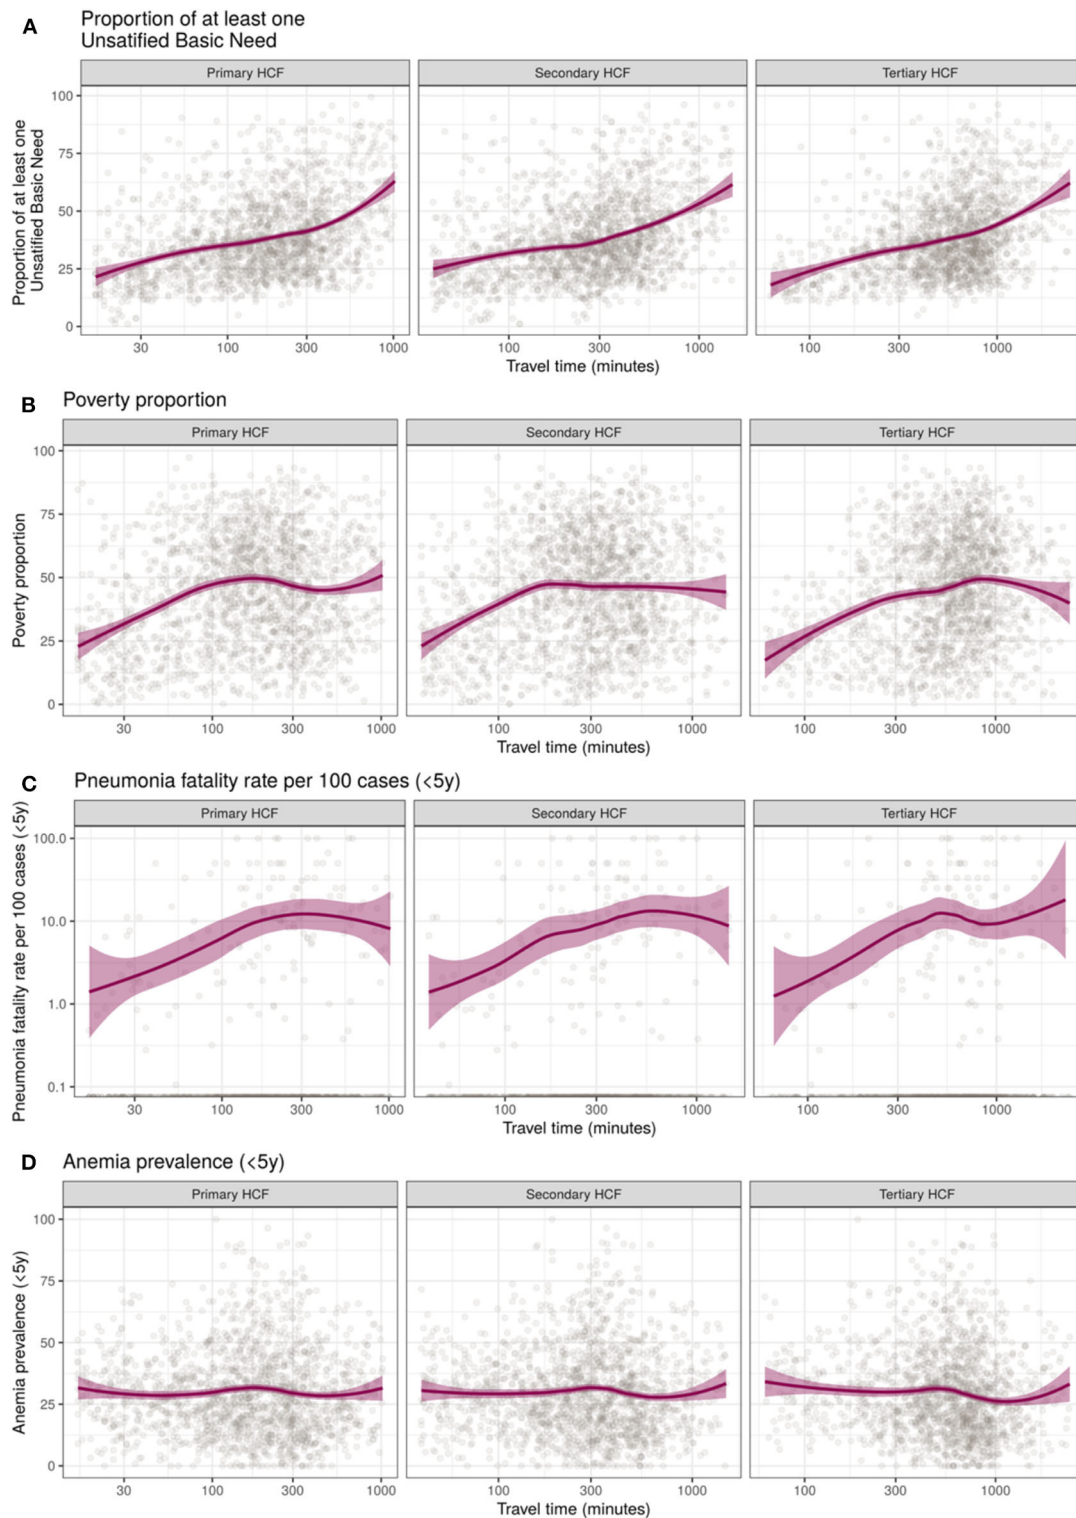 A
Proportion of at least one
Unsatified Basic Need
Primary HCF
Secondary HCF
Tertiary HCF
Proportion of at least one
Unsatified Basic Need
100
75
50
25
0
30 100 300 1000
100 300 1000
100 1000
Travel time (minutes)
B
Poverty proportion
Primary HCF
Secondary HCF
Tertiary HCF
Poverty proportion
100
75
50
25
0
30 100 300 1000
100 300 1000
100 300 1000
Travel time (minutes)
C
Pneumonia fatality rate per 100 cases (<5y)
Primary HCF
Secondary HCF
Tertiary HCF
Pneumonia fatality rate per 100 cases (<5y)
100.0
10.0
1.0
0.1
30 100 300 1000
100 300 1000
100 300 1000
Travel time (minutes)
D
Anemia prevalence (<5y)
Primary HCF
Secondary HCF
Tertiary HCF
Anemia prevalence (<5y)
100
75
50
25
0
30 100 300 1000
100 300 1000
100 300 1000
Travel time (minutes)